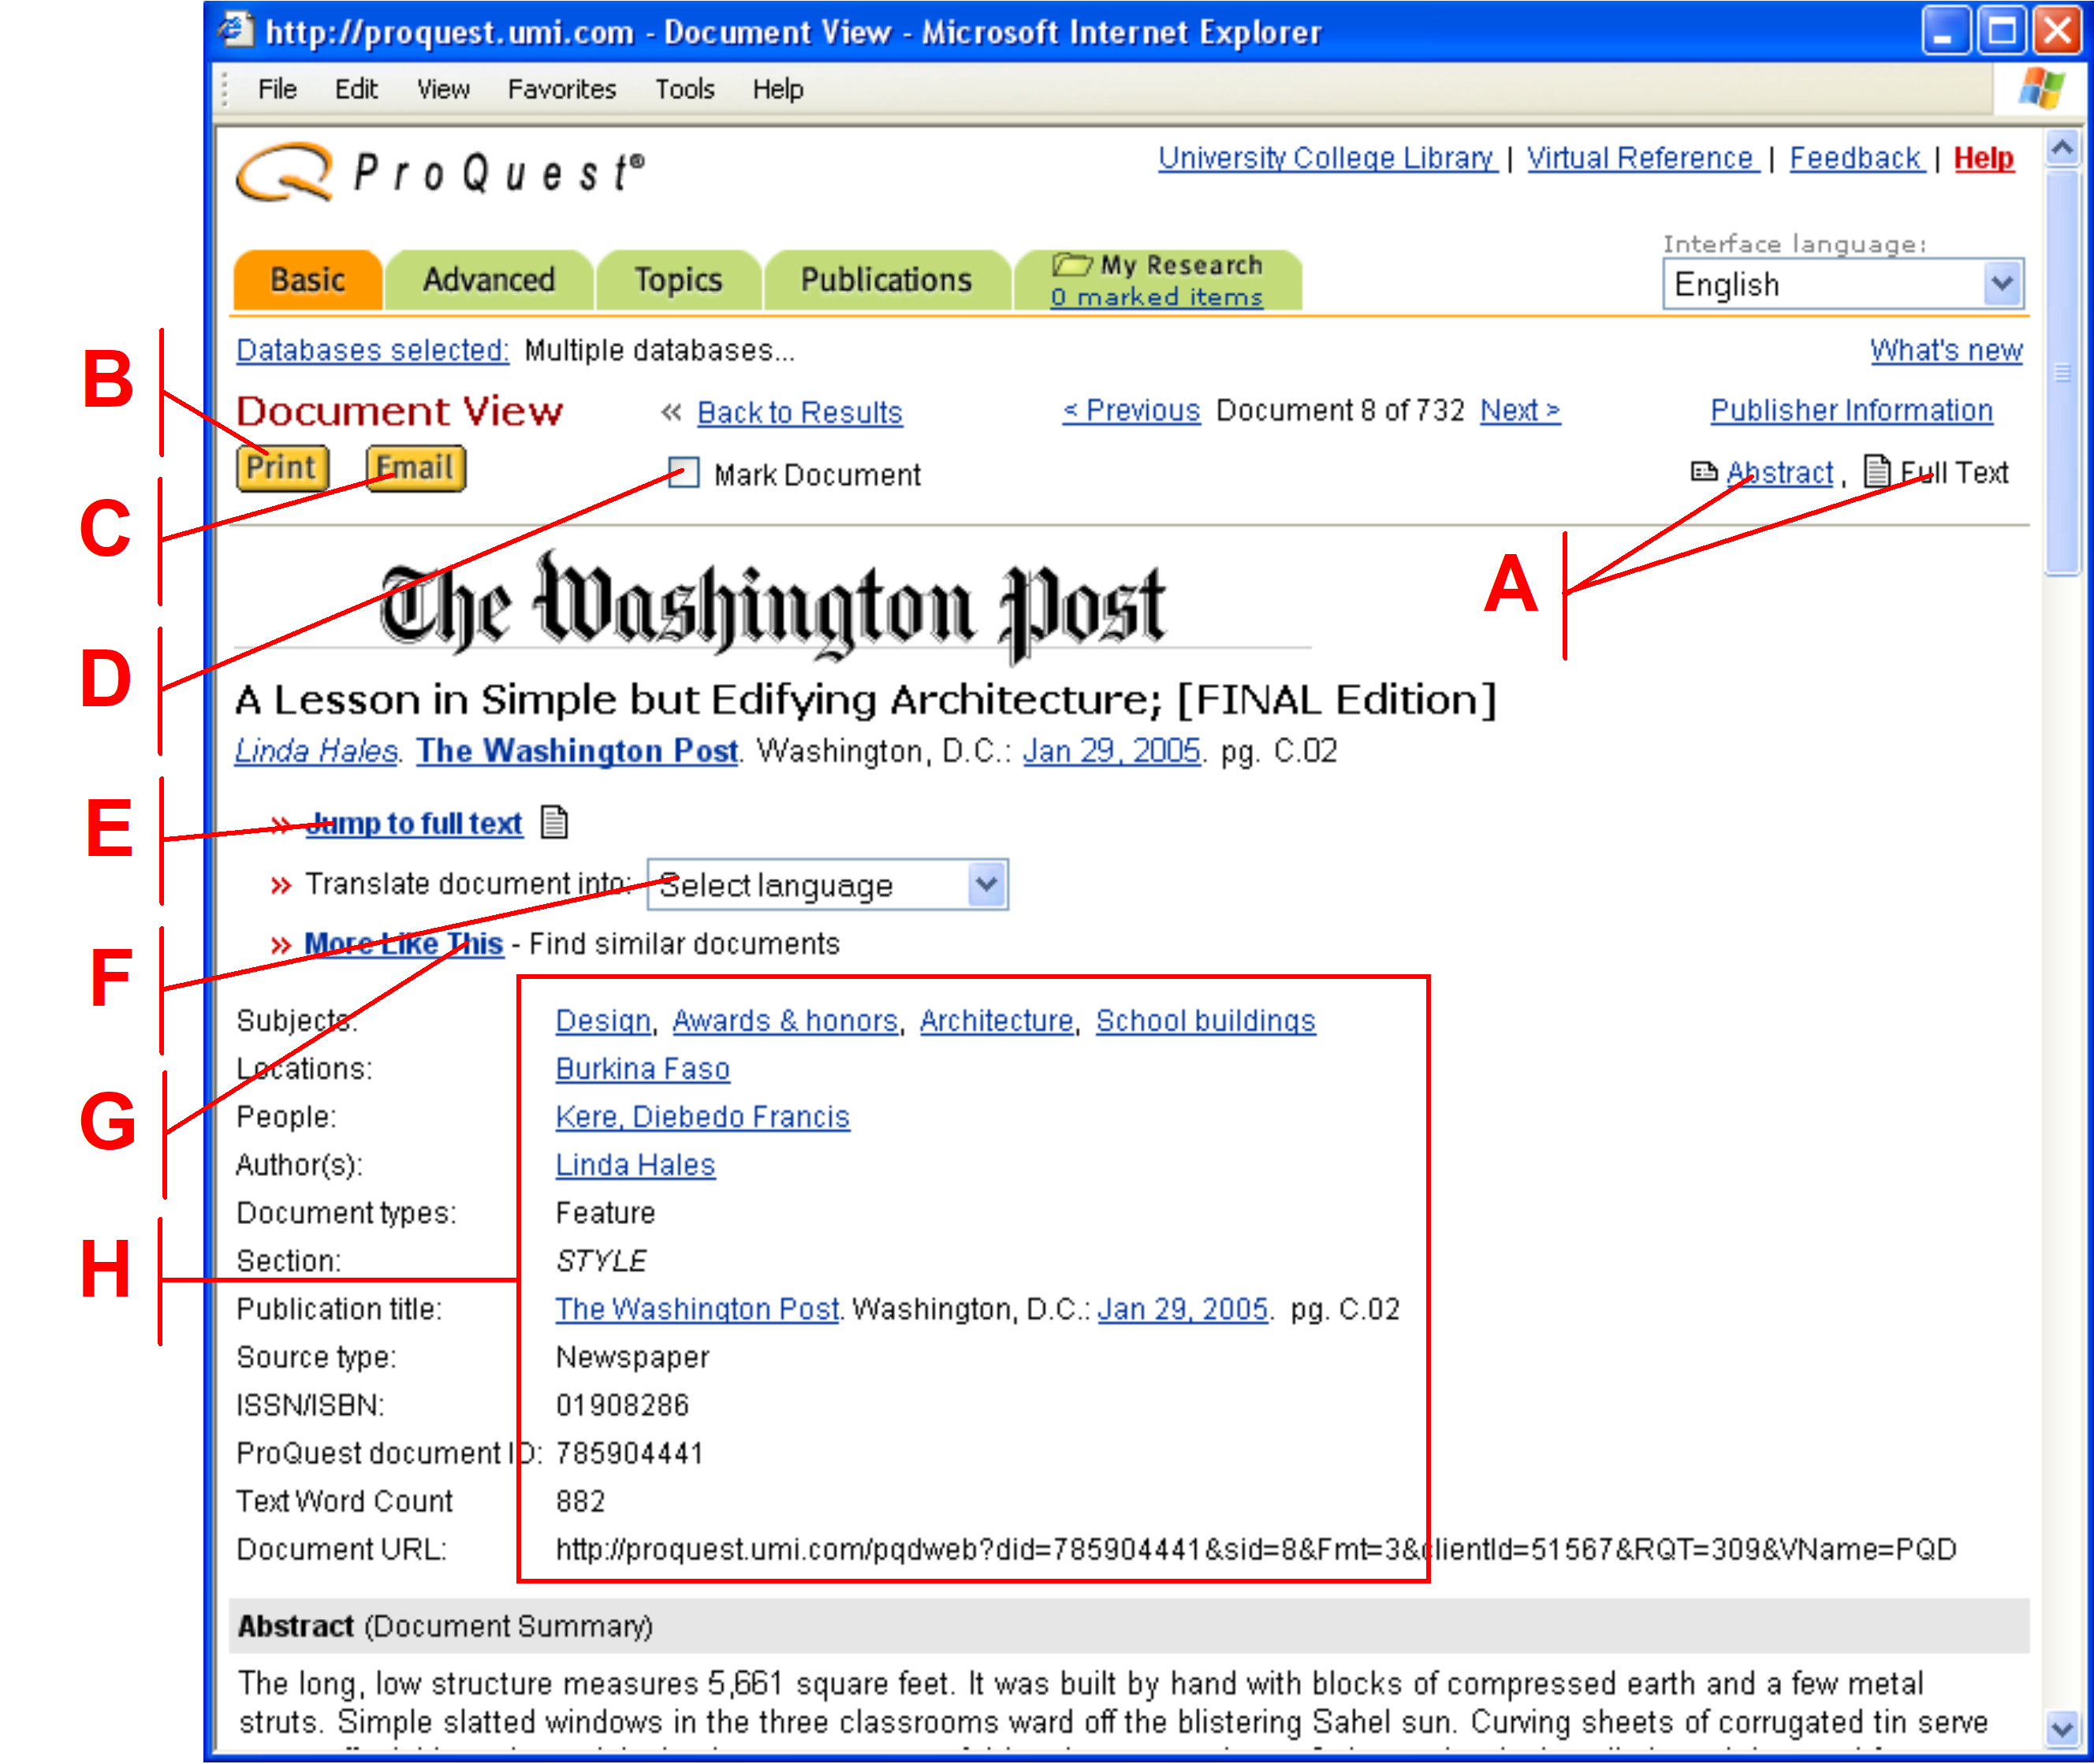 http://proquest.umi.com - Document View - Microsoft Internet Explorer
File Edit View Favorites Tools Help
ProQuest®
University College Library | Virtual Reference | Feedback | Help
Interface language:
English
Basic Advanced Topics Publications My Research
0 marked items
Databases selected: Multiple databases...
What's new
B
Document View « Back to Results < Previous Document 8 of 732 Next > Publisher Information
Print Email Mark Document Abstract , Full Text
C
A
The Washington Post
D
A Lesson in Simple but Edifying Architecture; [FINAL Edition]
Linda Hales. The Washington Post. Washington, D.C.: Jan 29, 2005. pg. C.02
E
» Jump to full text
» Translate document into: Select language
» More Like This - Find similar documents
F
Subjects: Design, Awards & honors, Architecture, School buildings
Locations: Burkina Faso
G
People: Kere, Diebedo Francis
Author(s): Linda Hales
Document types: Feature
H
Section: STYLE
Publication title: The Washington Post. Washington, D.C.: Jan 29, 2005. pg. C.02
Source type: Newspaper
ISSN/ISBN: 01908286
ProQuest document ID: 785904441
Text Word Count 882
Document URL: http://proquest.umi.com/pqdweb?did=785904441&sid=8&Fmt=3&clientId=51567&RQT=309&VName=PQD
Abstract (Document Summary)
The long, low structure measures 5,661 square feet. It was built by hand with blocks of compressed earth and a few metal
struts. Simple slatted windows in the three classrooms ward off the blistering Sahel sun. Curving sheets of corrugated tin serve